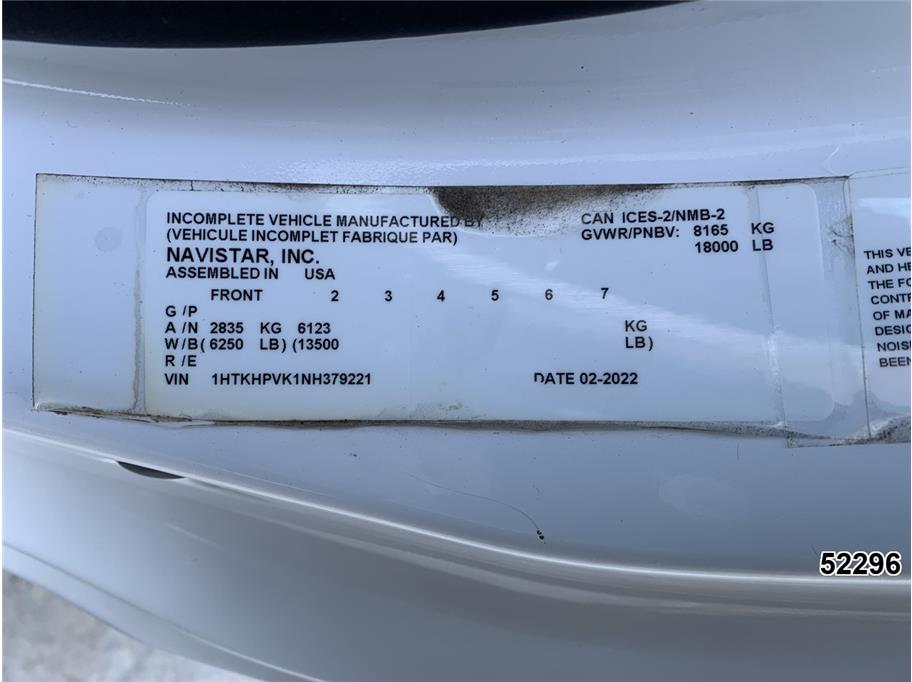 INCOMPLETE VEHICLE MANUFACTURED BY
(VEHICULE INCOMPLET FABRIQUE PAR)
NAVISTAR, INC.
ASSEMBLED IN USA
CAN ICES-2/NMB-2
GVWR/PNBV: 8165 KG
18000 LB
FRONT 2 3 4 5 6 7
G /P
A /N 2835 KG 6123 KG
W/B( 6250 LB) (13500 LB)
R /E
VIN 1HTKHPVK1NH379221 DATE 02-2022
THIS VE
AND HE
THE FO
CONTR
OF MA
DESIG
NOIS
BEEN
52296